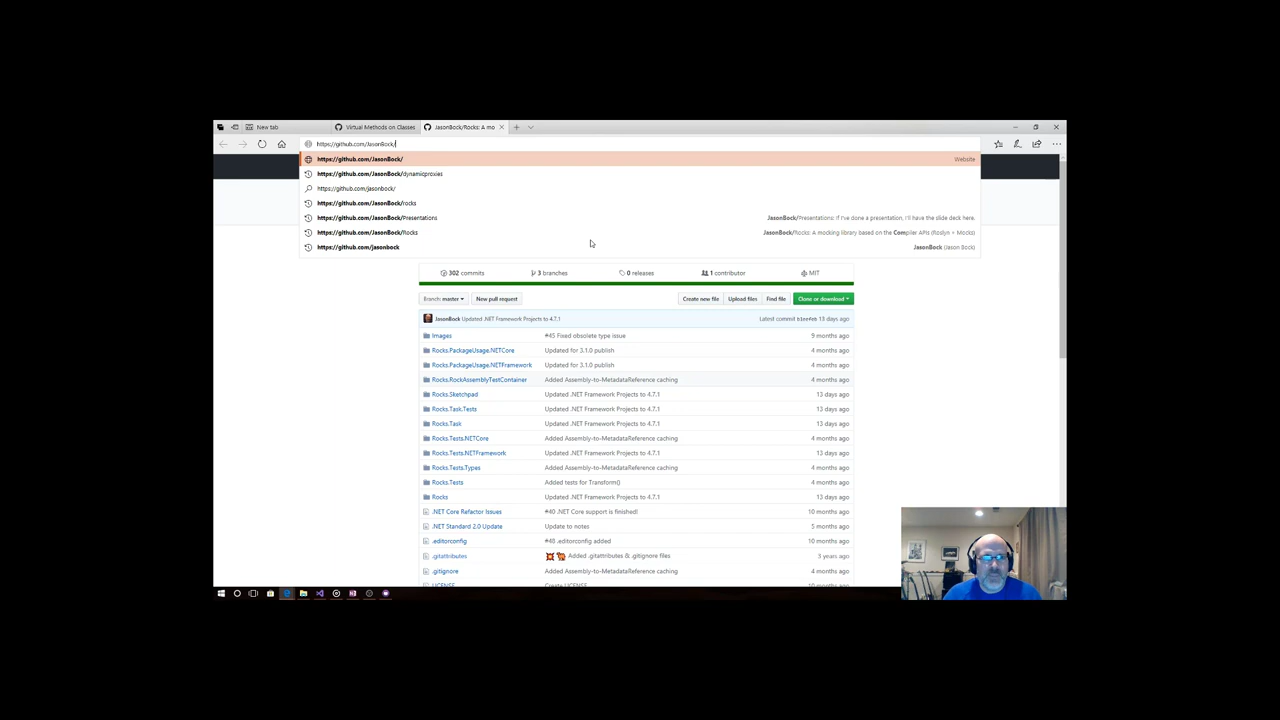 New tab
Virtual Methods on Classes
JasonBock/Rocks: A mo
https://github.com/JasonBock/
https://github.com/JasonBock/ Website
https://github.com/JasonBock/dynamicproxies
https://github.com/jasonbock/
https://github.com/JasonBock/rocks
https://github.com/JasonBock/Presentations JasonBock/Presentations: If I've done a presentation, I'll have the slide deck here.
https://github.com/JasonBock/Rocks JasonBock/Rocks: A mocking library based on the Compiler APIs (Roslyn + Mocks)
https://github.com/jasonbock JasonBock (Jason Bock)
302 commits 3 branches 0 releases 1 contributor MIT
Branch: master New pull request Create new file Upload files Find file Clone or download
JasonBock Updated .NET Framework Projects to 4.7.1 Latest commit 13 days ago
Images #45 Fixed obsolete type issue 9 months ago
Rocks.PackageUsage.NETCore Updated for 3.1.0 publish 4 months ago
Rocks.PackageUsage.NETFramework Updated for 3.1.0 publish 4 months ago
Rocks.RockAssemblyTestContainer Added Assembly-to-MetadataReference caching 4 months ago
Rocks.Sketchpad Updated .NET Framework Projects to 4.7.1 13 days ago
Rocks.Task.Tests Updated .NET Framework Projects to 4.7.1 13 days ago
Rocks.Task Updated .NET Framework Projects to 4.7.1 13 days ago
Rocks.Tests.NETCore Added Assembly-to-MetadataReference caching 4 months ago
Rocks.Tests.NETFramework Updated .NET Framework Projects to 4.7.1 13 days ago
Rocks.Tests.Types Added Assembly-to-MetadataReference caching 4 months ago
Rocks.Tests Added tests for Transform() 4 months ago
Rocks Updated .NET Framework Projects to 4.7.1 13 days ago
.NET Core Refactor Issues #40 .NET Core support is finished! 10 months ago
.NET Standard 2.0 Update Update to notes 5 months ago
.editorconfig #48 .editorconfig added 10 months ago
.gitattributes Added .gitattributes & .gitignore files 3 years ago
.gitignore Added Assembly-to-MetadataReference caching 4 months ago
LICENSE Create LICENSE 10 months ago